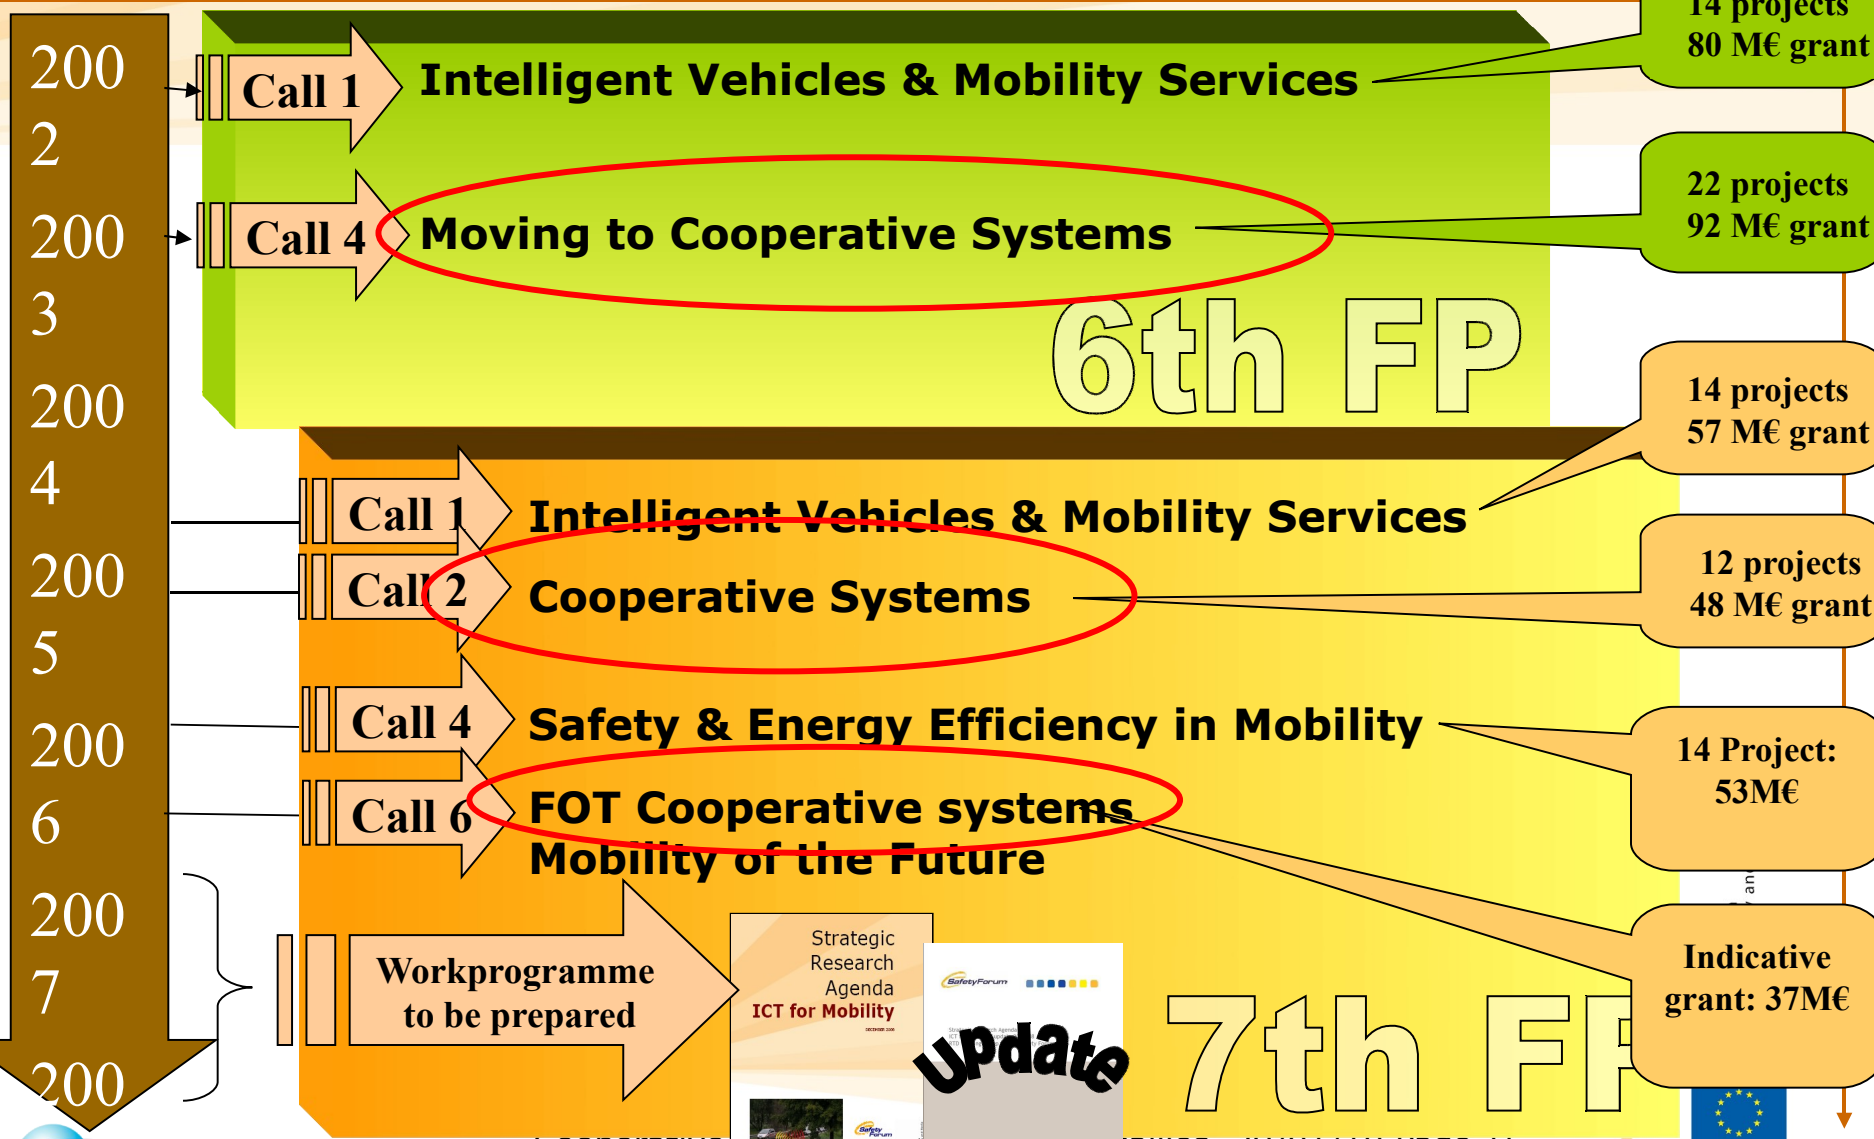 14 projects
80 M€ grant
200
2
200
3
200
4
200
5
200
6
200
7
200
Call 1
Intelligent Vehicles & Mobility Services
Call 4
Moving to Cooperative Systems
22 projects
92 M€ grant
6th FP
14 projects
57 M€ grant
Call 1
Intelligent Vehicles & Mobility Services
Call 2
Cooperative Systems
12 projects
48 M€ grant
Call 4
Safety & Energy Efficiency in Mobility
14 Project:
53M€
Call 6
FOT Cooperative systems
Mobility of the Future
Indicative
grant: 37M€
Workprogramme
to be prepared
Strategic
Research
Agenda
ICT for Mobility
SafetyForum
Update
Safety
Forum
7th FP